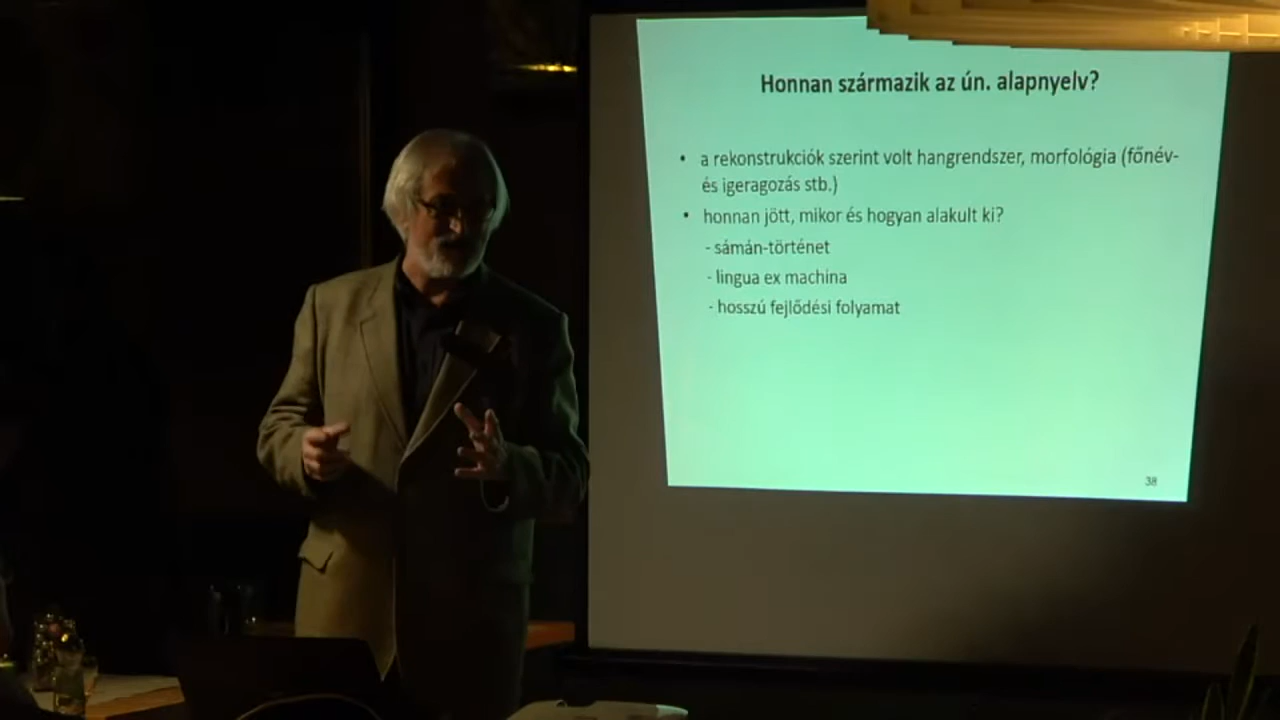 Honnan származik az ún. alapnyelv?
• a rekonstrukciók szerint volt hangrendszer, morfológia (főnév-
és igeragozás stb.)
• honnan jött, mikor és hogyan alakult ki?
- sámán-történet
- lingua ex machina
- hosszú fejlődési folyamat
38